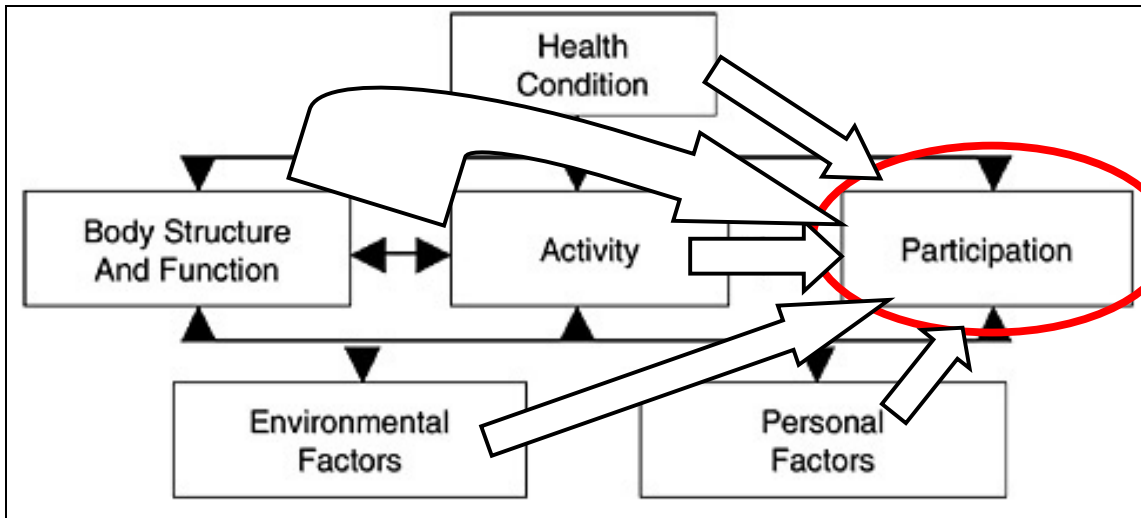 Health
Condition
Body Structure
And Function
Activity
Participation
Environmental
Factors
Personal
Factors